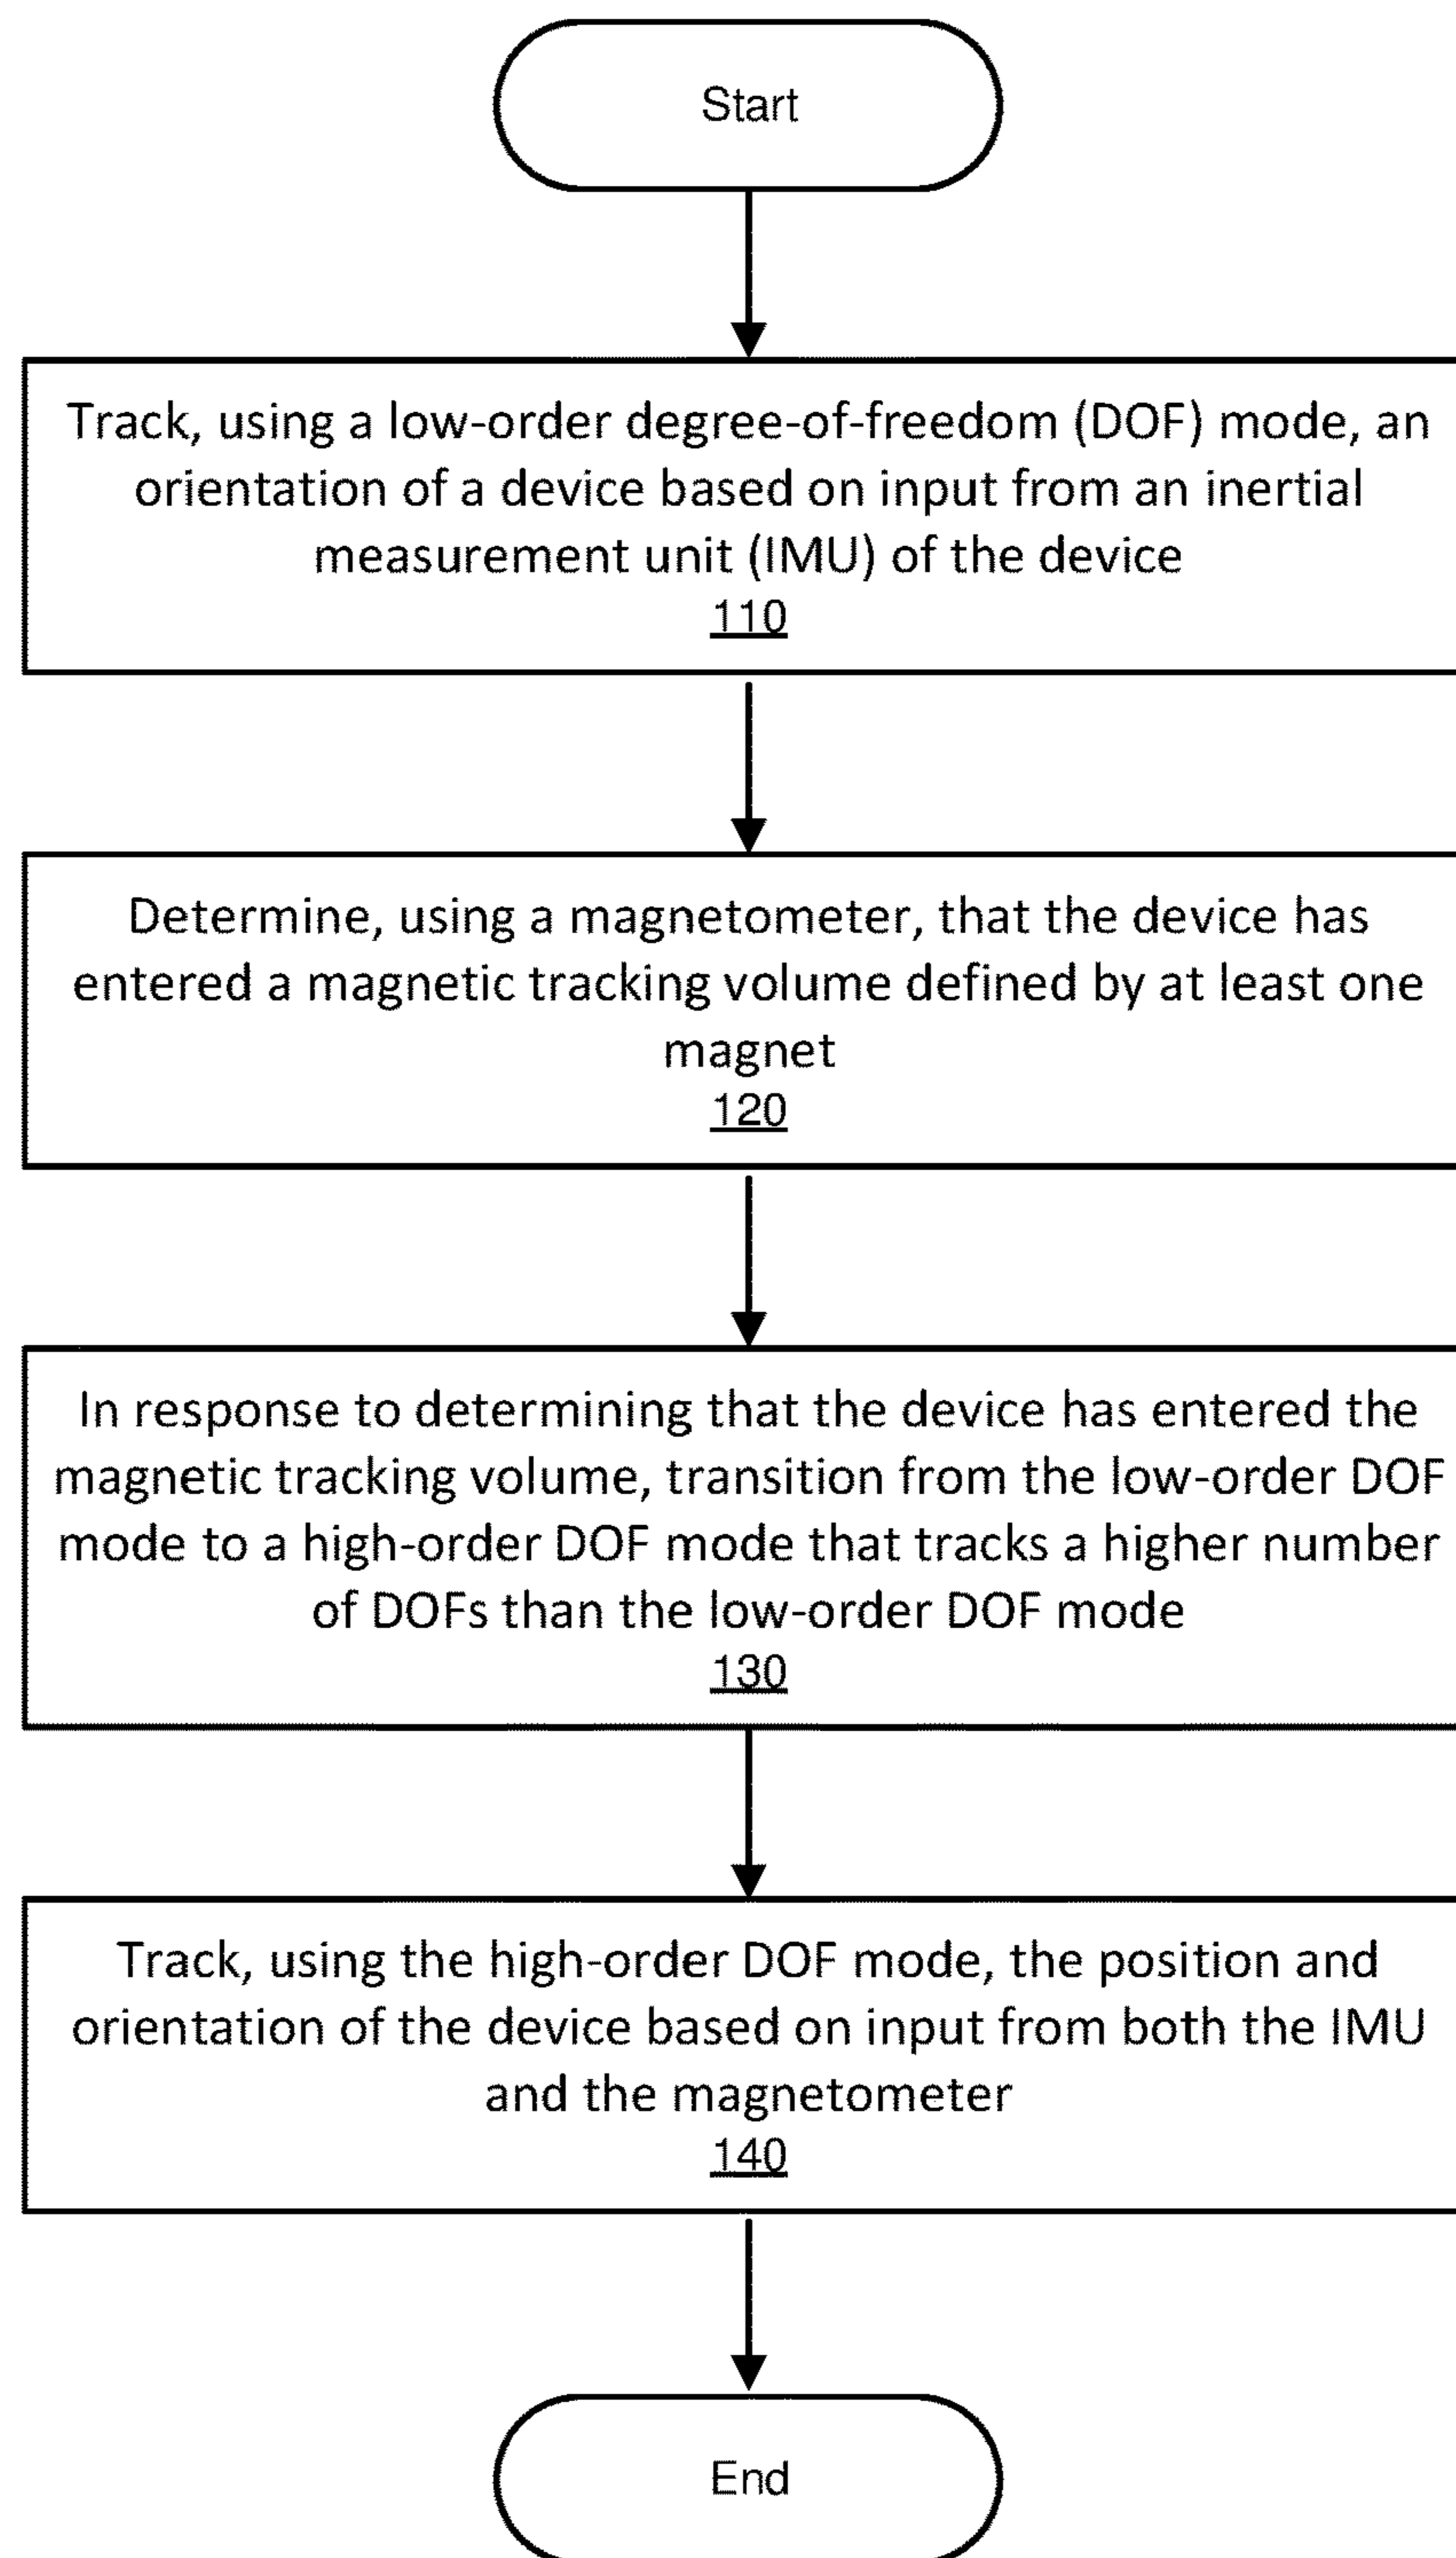 Start
Track, using a low-order degree-of-freedom (DOF) mode, an
orientation of a device based on input from an inertial
measurement unit (IMU) of the device
110
Determine, using a magnetometer, that the device has
entered a magnetic tracking volume defined by at least one
magnet
120
In response to determining that the device has entered the
magnetic tracking volume, transition from the low-order DOF
mode to a high-order DOF mode that tracks a higher number
of DOFs than the low-order DOF mode
130
Track, using the high-order DOF mode, the position and
orientation of the device based on input from both the IMU
and the magnetometer
140
End